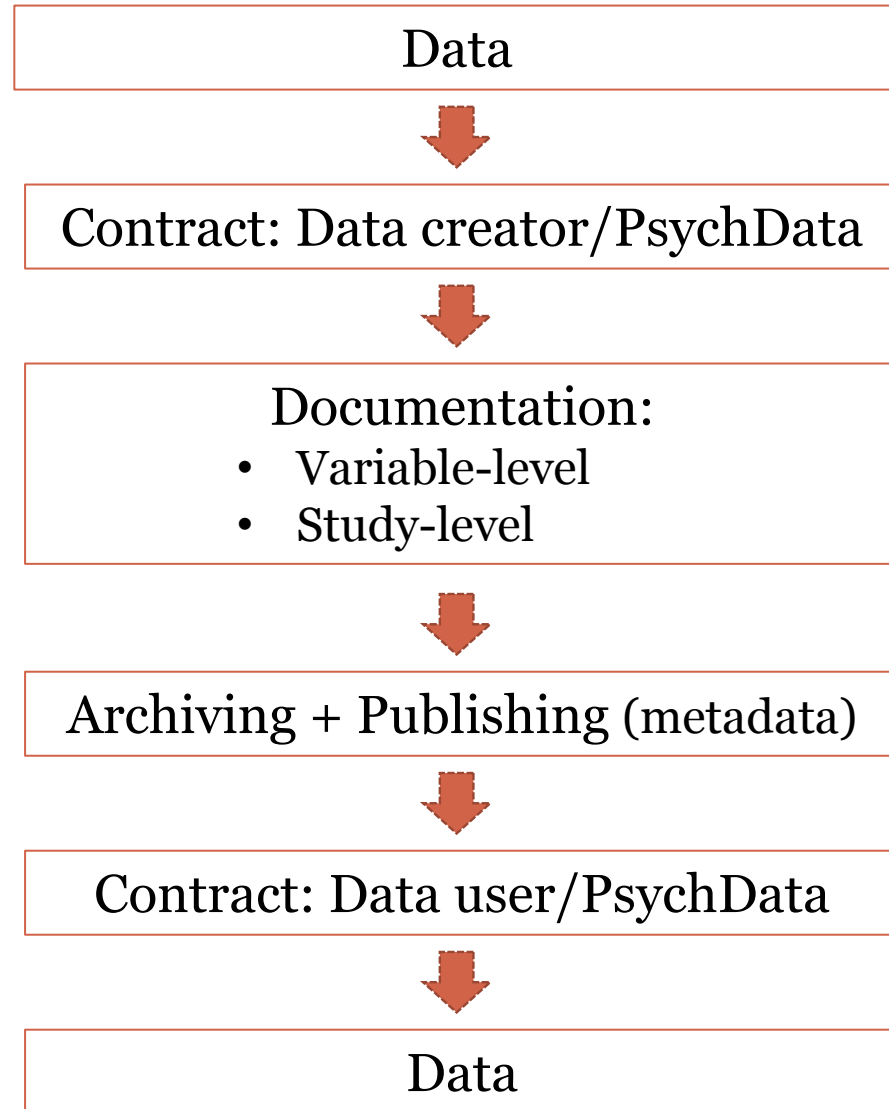 Data
Contract: Data creator/PsychData
Documentation:
• Variable-level
• Study-level
Archiving + Publishing (metadata)
Contract: Data user/PsychData
Data